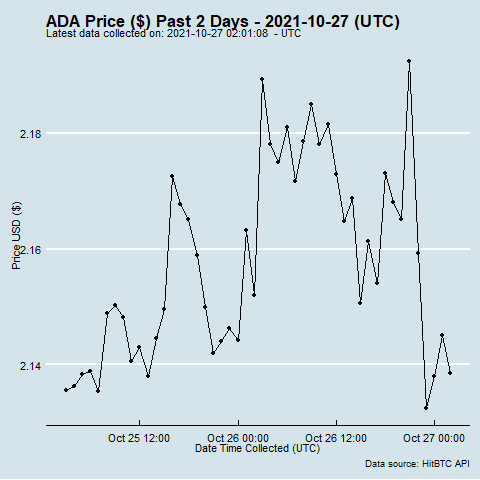 ADA Price ($) Past 2 Days - 2021-10-27 (UTC)
Latest data collected on: 2021-10-27 02:01:08 - UTC
Price USD ($)
2.18
2.16
2.14
Oct 25 12:00
Oct 26 00:00
Oct 26 12:00
Oct 27 00:00
Date Time Collected (UTC)
Data source: HitBTC API